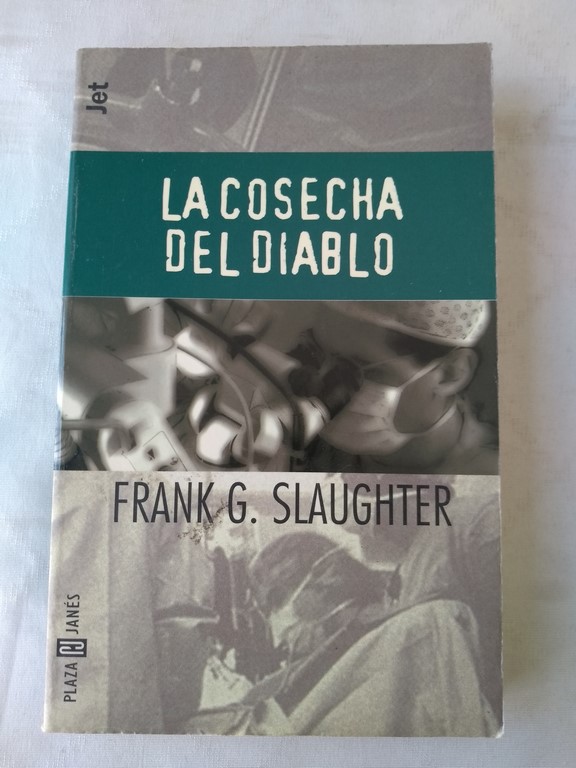 Jet
LA COSECHA
DEL DIABLO
FRANK G. SLAUGHTER
PLAZA JANÉS